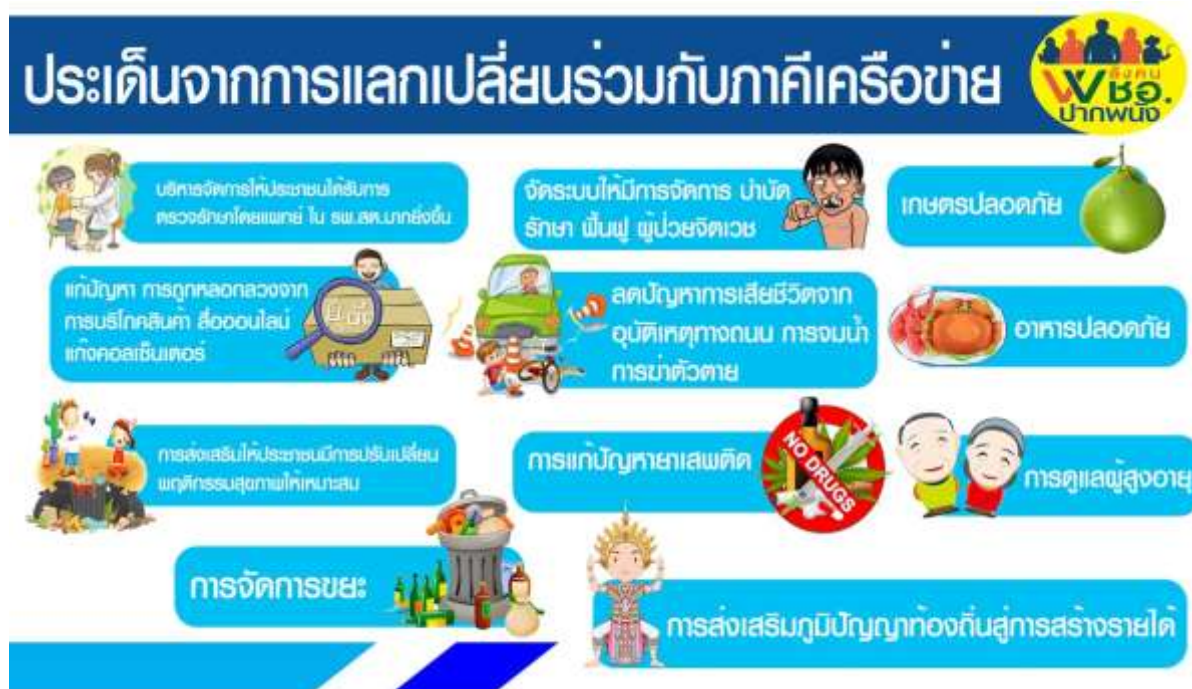 ประเด็นจากการแลกเปลี่ยนร่วมกับภาคีเครือข่าย
สังคม
พชอ.
ปากพนัง
บริหารจัดการให้ประชาชนได้รับการ
ตรวจรักษาโดยแพทย์ ใน รพ.สต.มากยิ่งขึ้น
จัดระบบให้มีการจัดการ บำบัด
รักษา ฟื้นฟู ผู้ป่วยจิตเวช
เกษตรปลอดภัย
แก้ปัญหา การถูกหลอกลวงจาก
การบริโภคสินค้า สื่อออนไลน์
แก๊งคอลเซ็นเตอร์
ลดปัญหาการเสียชีวิตจาก
อุบัติเหตุทางถนน การจมน้ำ
การฆ่าตัวตาย
อาหารปลอดภัย
การส่งเสริมให้ประชาชนมีการปรับเปลี่ยน
พฤติกรรมสุขภาพให้เหมาะสม
การแก้ปัญหายาเสพติด
NO DRUGS
การดูแลผู้สูงอายุ
การจัดการขยะ
การส่งเสริมภูมิปัญญาท้องถิ่นสู่การสร้างรายได้